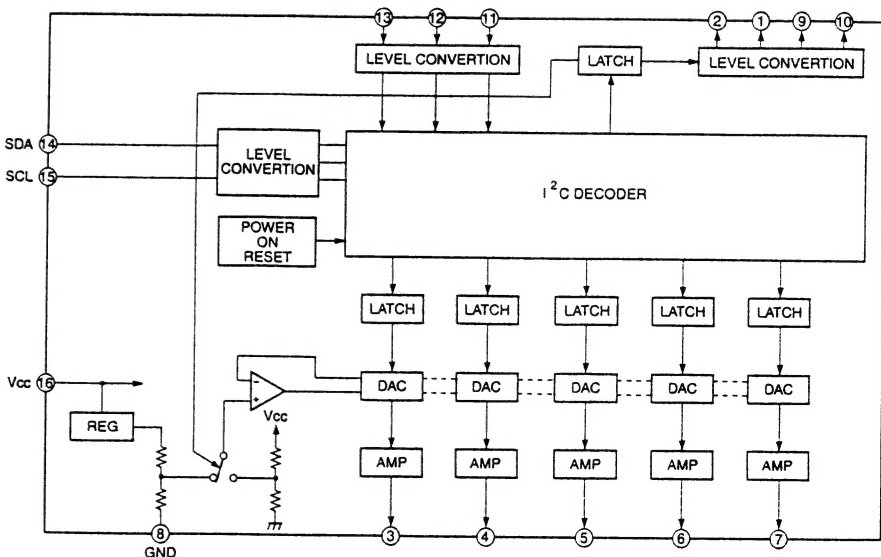 13 12 11 2 1 9 10
LEVEL CONVERTION LATCH LEVEL CONVERTION
SDA 14
SCL 15
LEVEL
CONVERTION
I²C DECODER
POWER
ON
RESET
LATCH LATCH LATCH LATCH LATCH
Vcc 16
- +
DAC DAC DAC DAC DAC
REG
Vcc
AMP AMP AMP AMP AMP
8 3 4 5 6 7
GND